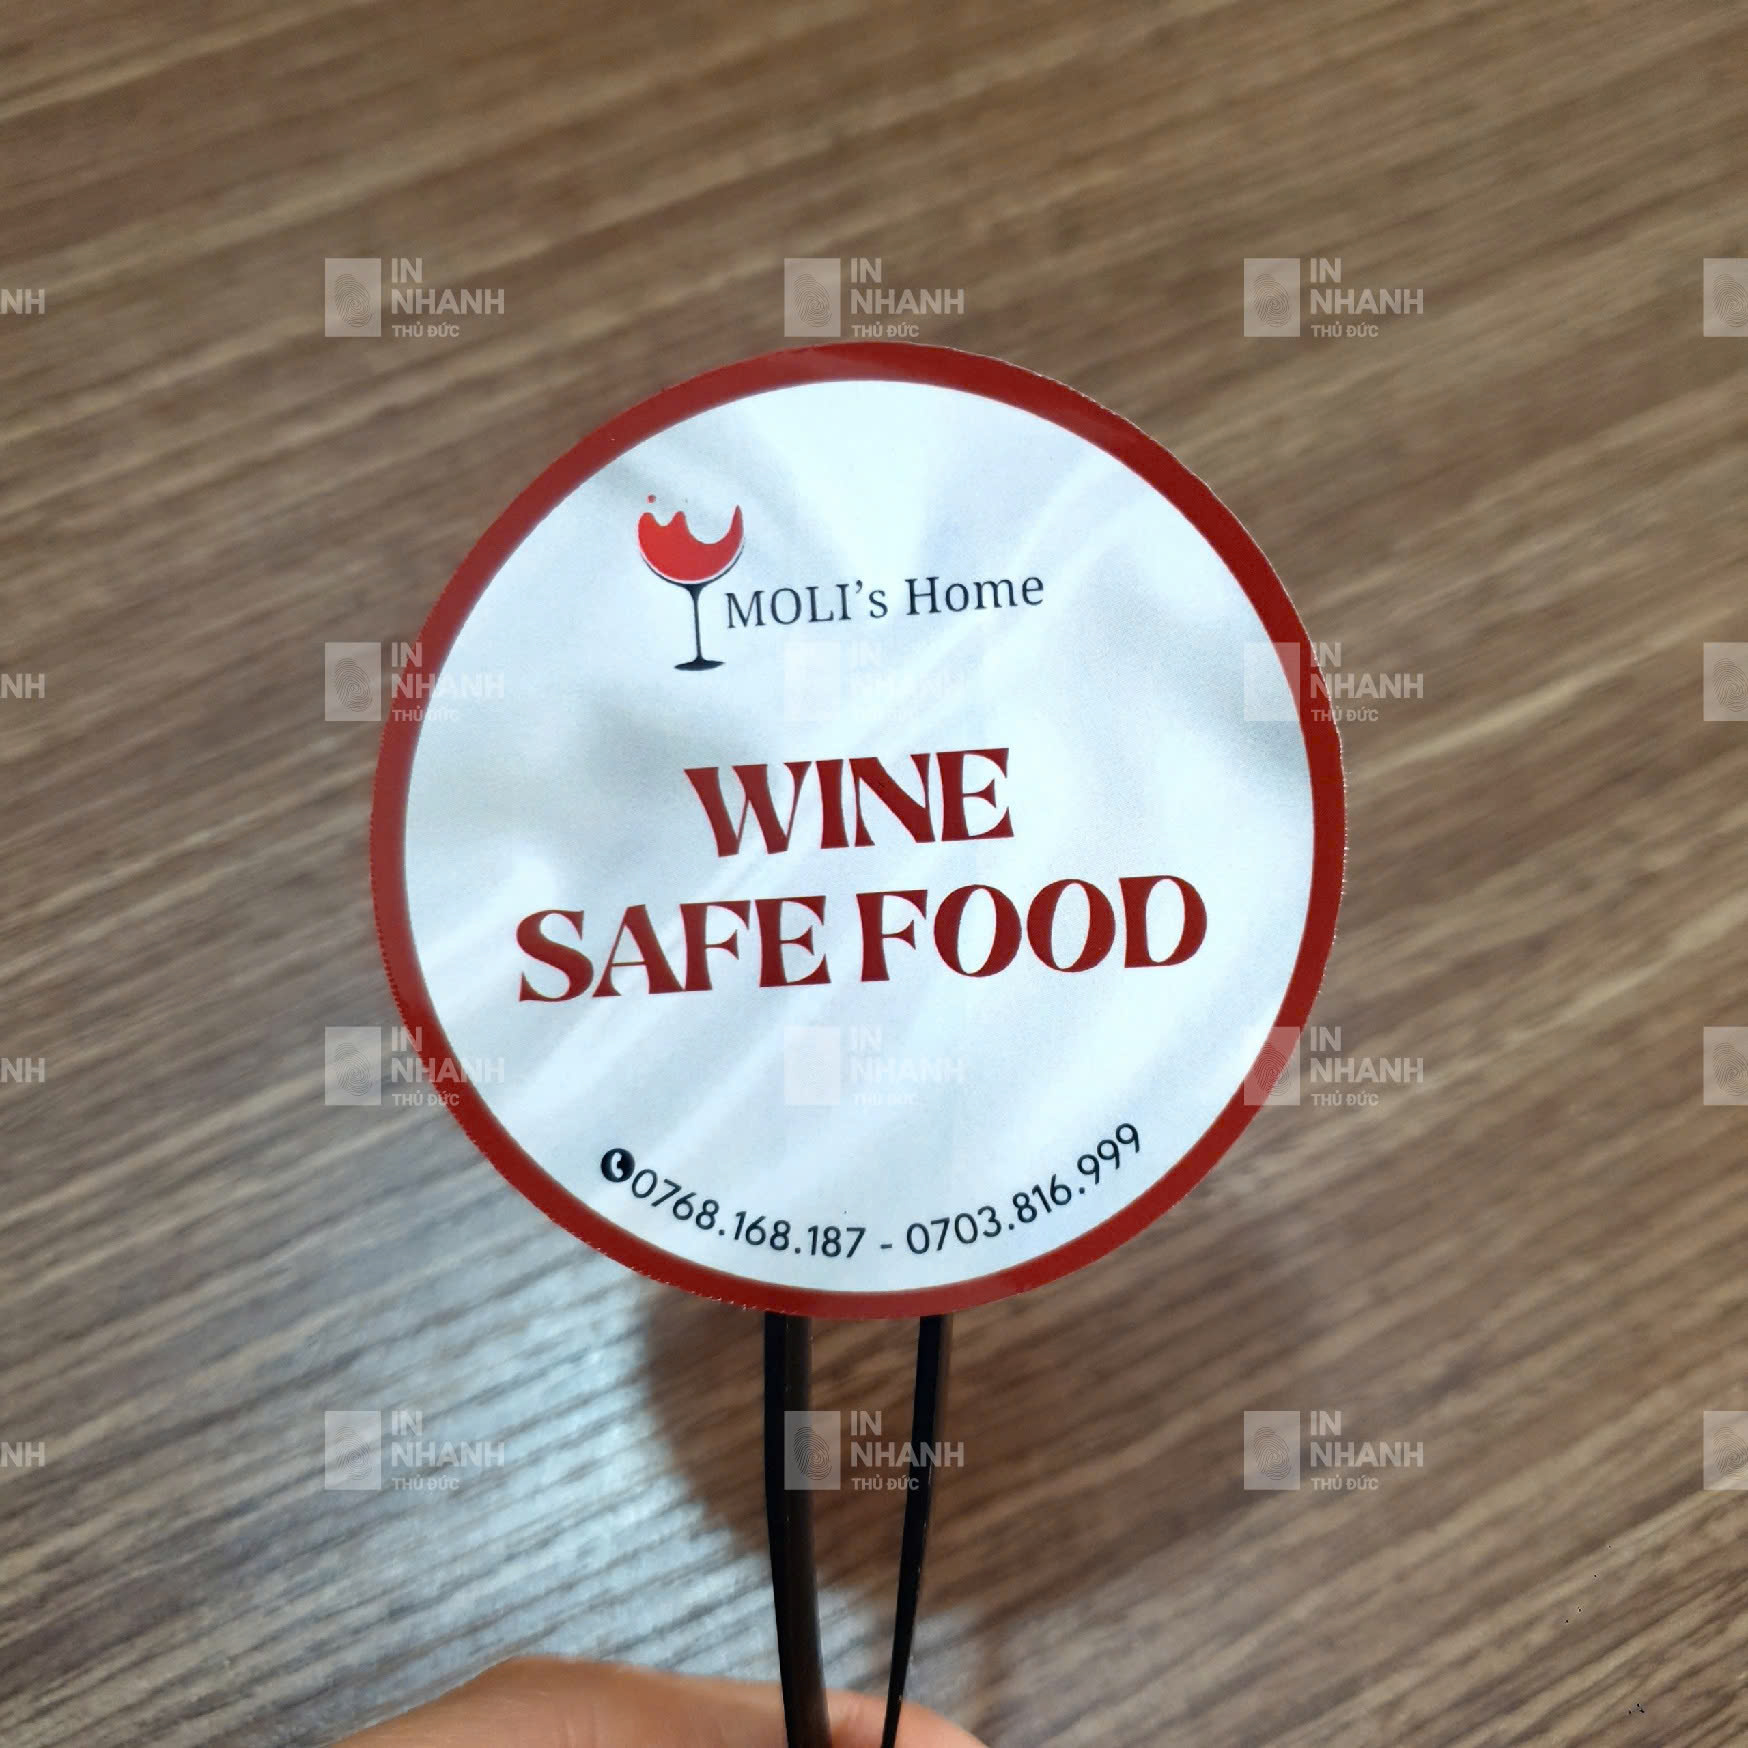 MOLI's Home
WINE
SAFE FOOD
0768.168.187 - 0703.816.999
IN
NHANH
THỦ ĐỨC